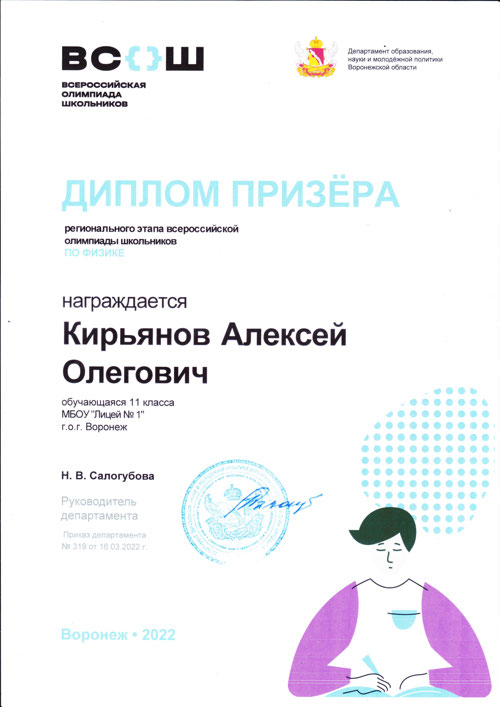 ВС{}Ш
ВСЕРОССИЙСКАЯ
ОЛИМПИАДА
ШКОЛЬНИКОВ
Департамент образования,
науки и молодёжной политики
Воронежской области
ДИПЛОМ ПРИЗЁРА
регионального этапа всероссийской
олимпиады школьников
ПО ФИЗИКЕ
награждается
Кирьянов Алексей
Олегович
обучающаяся 11 класса
МБОУ "Лицей № 1"
г.о.г. Воронеж
Н. В. Салогубова
Руководитель
департамента
Приказ департамента
№ 319 от 16.03.2022 г.
Воронеж • 2022